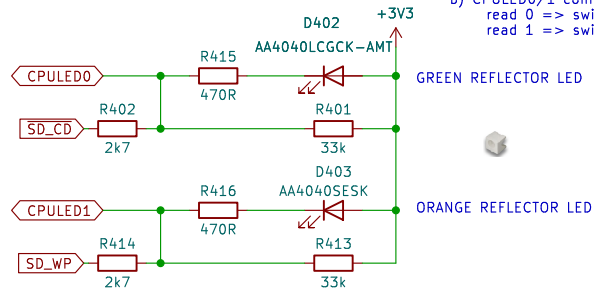 B) CPULED0/1 com
read 0 => swi
read 1 => swi
+3V3
D402
AA4040LCGCK-AMT
R415
CPULED0
470R
GREEN REFLECTOR LED
R402
R401
SD_CD
2k7
33k
D403
AA4040SESK
R416
CPULED1
470R
ORANGE REFLECTOR LED
R414
R413
SD_WP
2k7
33k